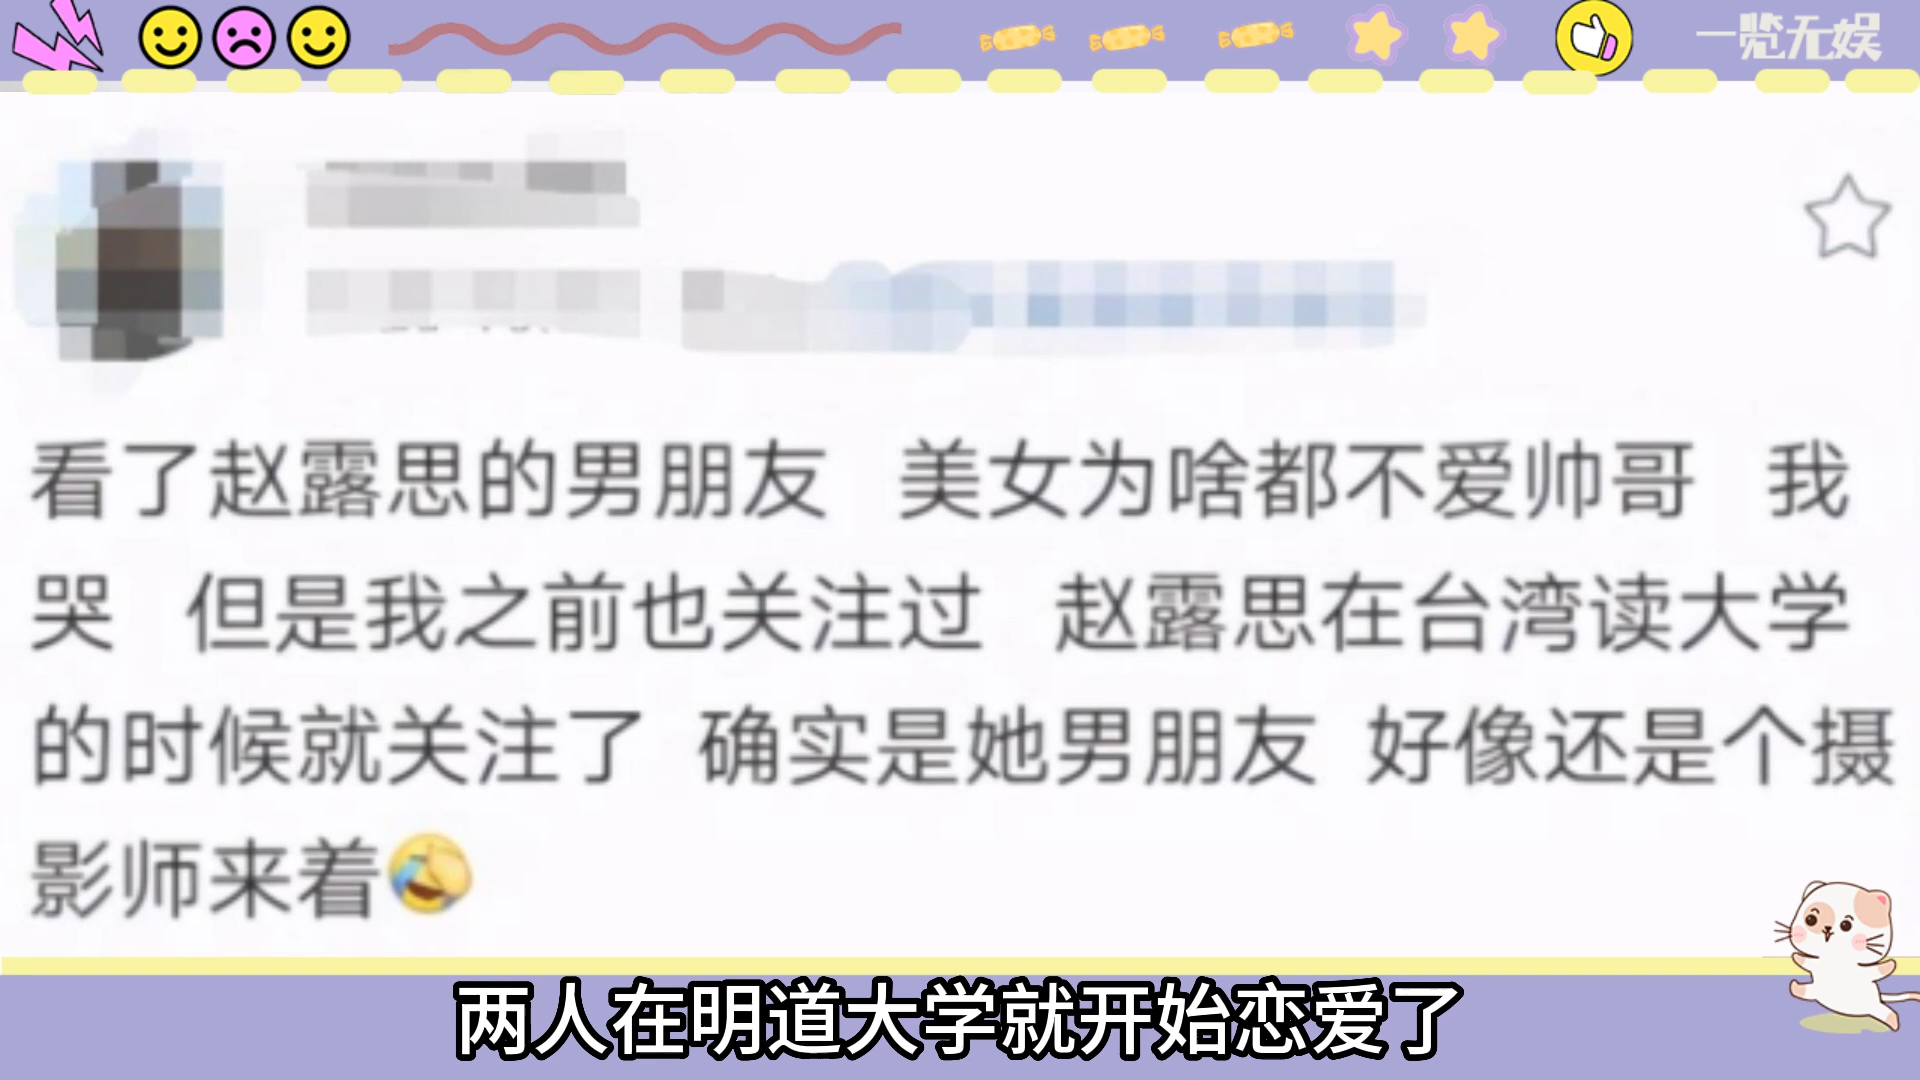 一览无娱
看了赵露思的男朋友 美女为啥都不爱帅哥 我
哭 但是我之前也关注过 赵露思在台湾读大学
的时候就关注了 确实是她男朋友 好像还是个摄
影师来着🤣
两人在明道大学就开始恋爱了